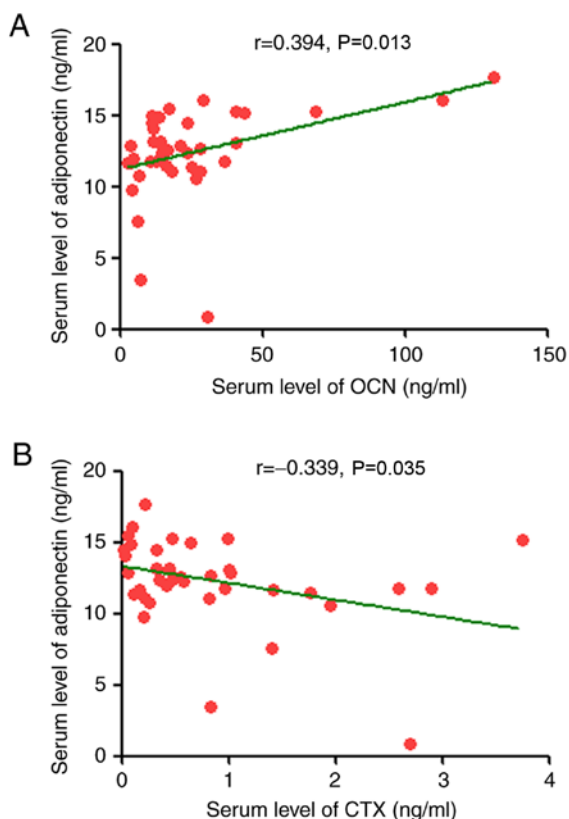 A
r=0.394, P=0.013
Serum level of adiponectin (ng/ml)
20
15
10
5
0
0 50 100 150
Serum level of OCN (ng/ml)
B
r=−0.339, P=0.035
Serum level of adiponectin (ng/ml)
20
15
10
5
0
0 1 2 3 4
Serum level of CTX (ng/ml)